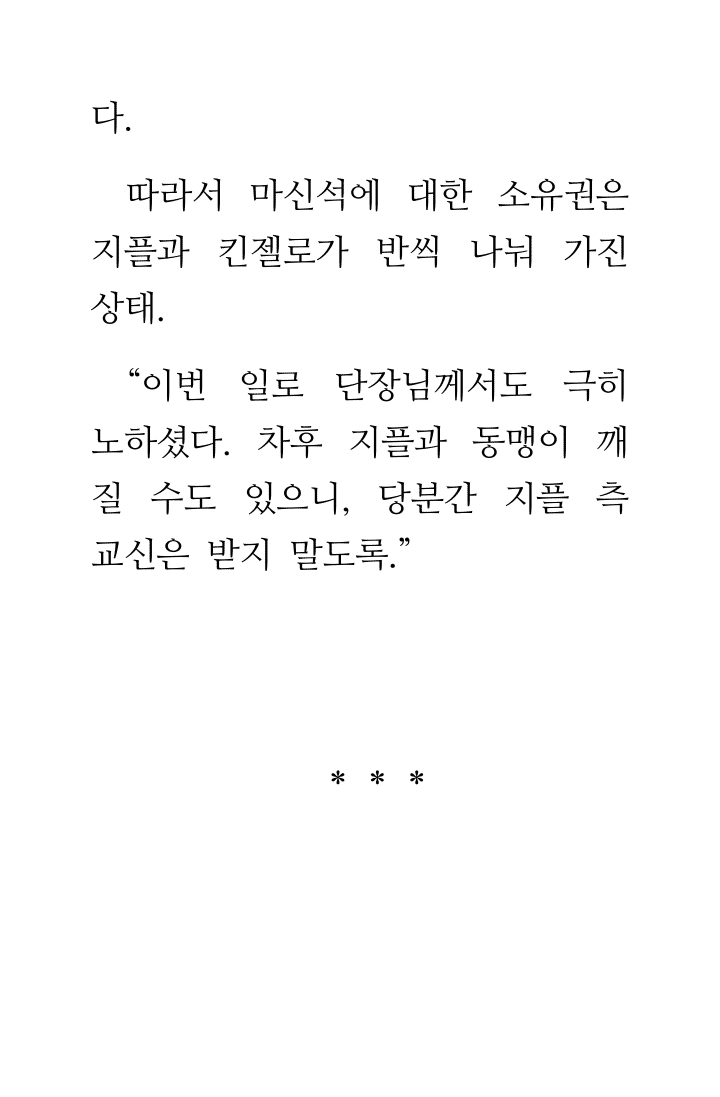 다.
따라서 마신석에 대한 소유권은
지플과 킨젤로가 반씩 나눠 가진
상태.
“이번 일로 단장님께서도 극히
노하셨다. 차후 지플과 동맹이 깨
질 수도 있으니, 당분간 지플 측
교신은 받지 말도록.”
* * *